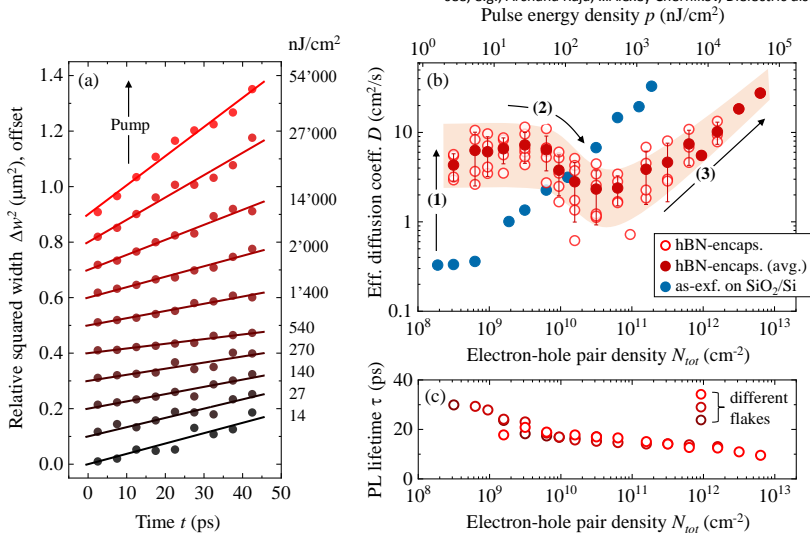 Pulse energy density p (nJ/cm²)
10⁰ 10¹ 10² 10³ 10⁴ 10⁵
nJ/cm²
(a)
Pump
54’000
27’000
14’000
2’000
1’400
540
270
140
27
14
1.4
1.2
1.0
0.8
0.6
0.4
0.2
0.0
Relative squared width Δw² (μm²), offset
0 10 20 30 40 50
Time t (ps)
(b)
(1)
(2)
(3)
100
10
1
0.1
Eff. diffusion coeff. D (cm²/s)
hBN-encaps.
hBN-encaps. (avg.)
as-exf. on SiO₂/Si
10⁸ 10⁹ 10¹⁰ 10¹¹ 10¹² 10¹³
Electron-hole pair density Nₜₒₜ (cm⁻²)
(c)
different
flakes
40
20
0
PL lifetime τ (ps)
10⁸ 10⁹ 10¹⁰ 10¹¹ 10¹² 10¹³
Electron-hole pair density Nₜₒₜ (cm⁻²)